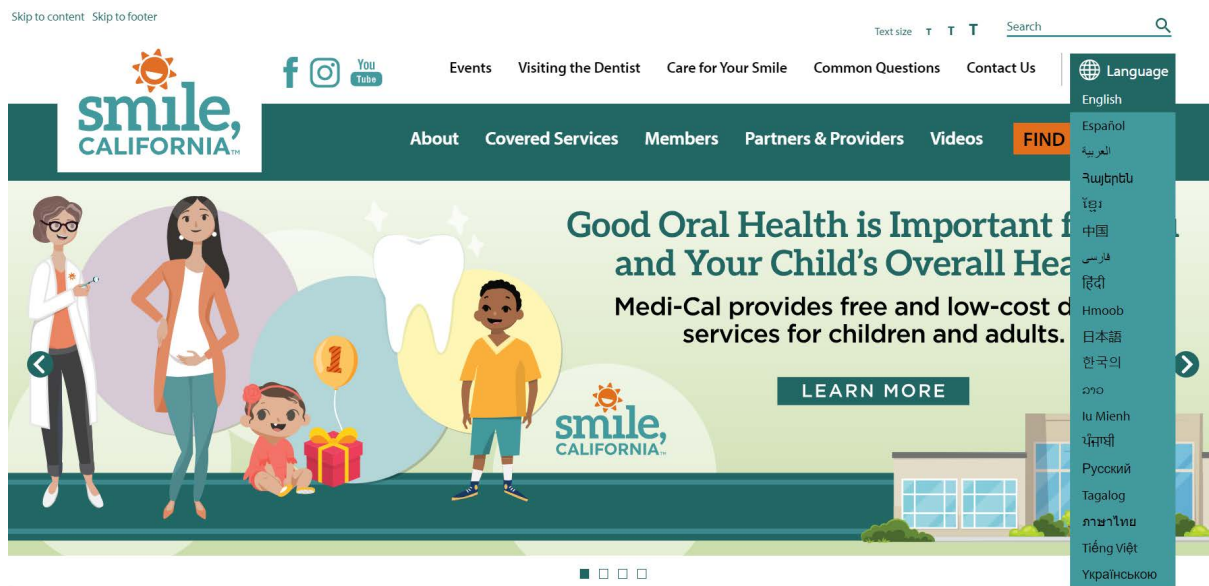 Skip to content Skip to footer
Text size T T T Search
smile,
CALIFORNIA™
You
Tube
Events Visiting the Dentist Care for Your Smile Common Questions Contact Us
About Covered Services Members Partners & Providers Videos FIND
Language
English
Español
العربية
Հայերեն
ខ្មែរ
中国
فارسی
हिंदी
Hmoob
日本語
한국의
ລາວ
Iu Mienh
ਪੰਜਾਬੀ
Русский
Tagalog
ภาษาไทย
Tiếng Việt
Українською
Good Oral Health is Important
and Your Child's Overall
Medi-Cal provides free and low-cost
services for children and adults.
LEARN MORE
1
smile,
CALIFORNIA™